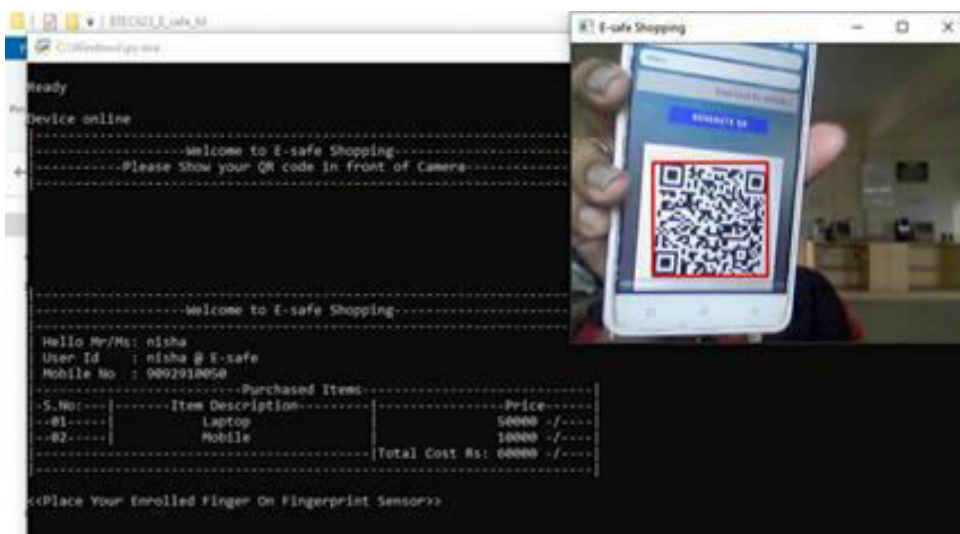 E-safe Shopping
C:\Windows\py.exe
Ready
Device online
Welcome to E-safe Shopping
Please Show your QR code in front of Camera
GENERATE QR
Welcome to E-safe Shopping
Hello Mr/Ms: nisha
User Id : nisha @ E-safe
Mobile No : 9092910050
Purchased Items
S.No: Item Description Price
01 Laptop 50000 -/
02 Mobile 10000 -/
Total Cost Rs: 60000 -/
<<Place Your Enrolled Finger On Fingerprint Sensor>>